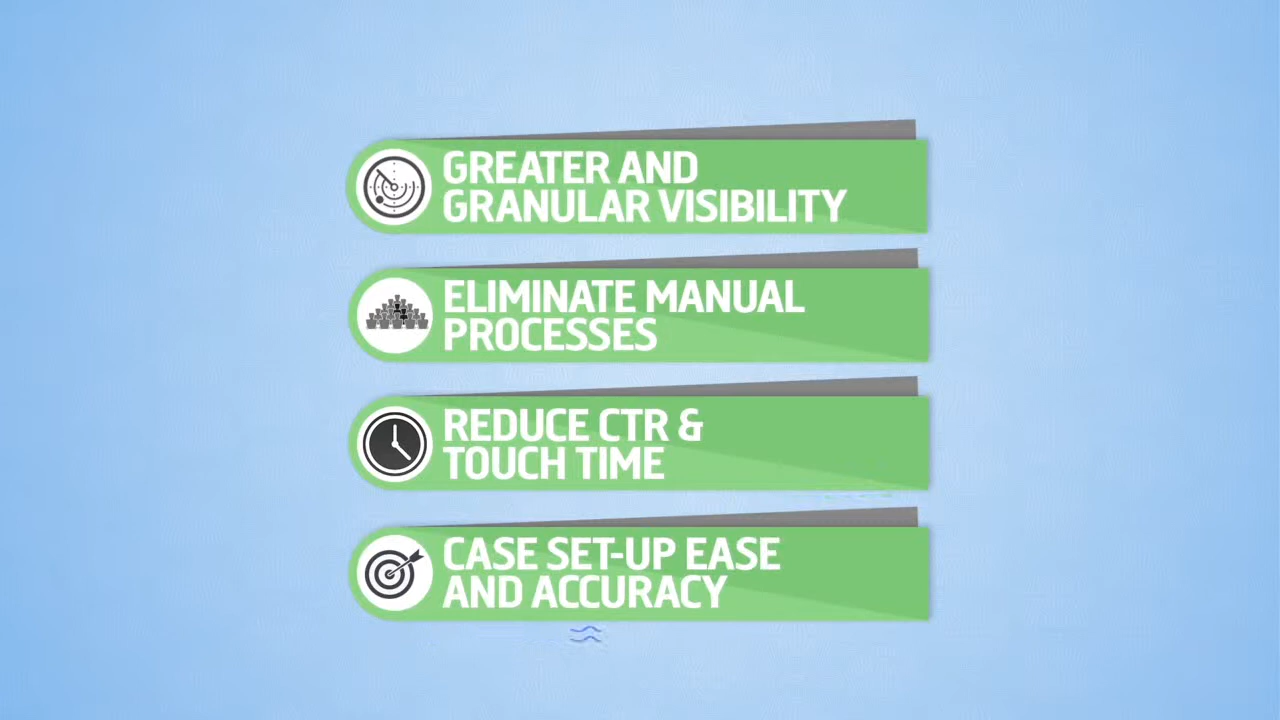 GREATER AND
GRANULAR VISIBILITY
ELIMINATE MANUAL
PROCESSES
REDUCE CTR &
TOUCH TIME
CASE SET-UP EASE
AND ACCURACY